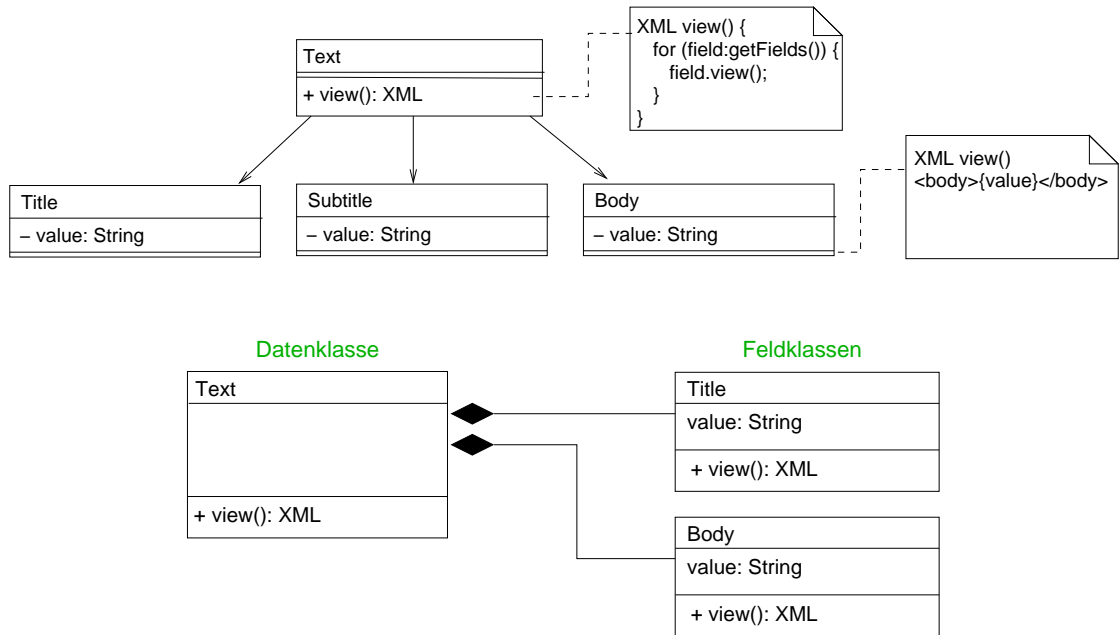 Text
+ view(): XML
XML view() {
for (field:getFields()) {
field.view();
}
}
Title
– value: String
Subtitle
– value: String
Body
– value: String
XML view()
<body>{value}</body>
Datenklasse
Feldklassen
Text
+ view(): XML
Title
value: String
+ view(): XML
Body
value: String
+ view(): XML